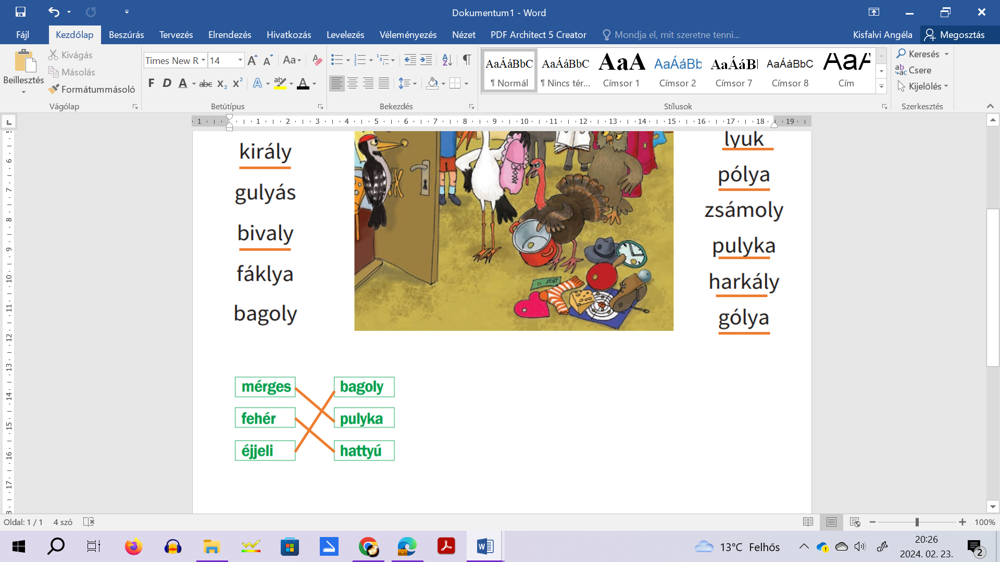 Dokumentum1 - Word
Fájl Kezdőlap Beszúrás Tervezés Elrendezés Hivatkozás Levelezés Véleményezés Nézet PDF Architect 5 Creator Mondja el, mit szeretne tenni... Kisfalvi Angéla Megosztás
Beillesztés
Kivágás
Másolás
Formátummásoló
Vágólap
Times New R 14
Aa
F D A abc x₂ x² A ab A
Betűtípus
Bekezdés
AaÁáBbC AaÁáBbC AaA AaÁáBb AaÁáBl AaÁáBbC AaA
¶ Normál ¶ Nincs tér... Címsor 1 Címsor 2 Címsor 7 Címsor 8 Cím
Stílusok
Keresés
Csere
Kijelölés
Szerkesztés
1 1 2 3 4 5 6 7 8 9 10 11 12 13 14 15 16 17 18 19
6
7
8
9
10
11
12
13
14
15
16
17
király
gulyás
bivaly
fáklya
bagoly
JEGY
lyuk
pólya
zsámoly
pulyka
harkály
gólya
mérges bagoly
fehér pulyka
éjjeli hattyú
Oldal: 1 / 1 4 szó 100%
13°C Felhős
20:26
2024. 02. 23.
2